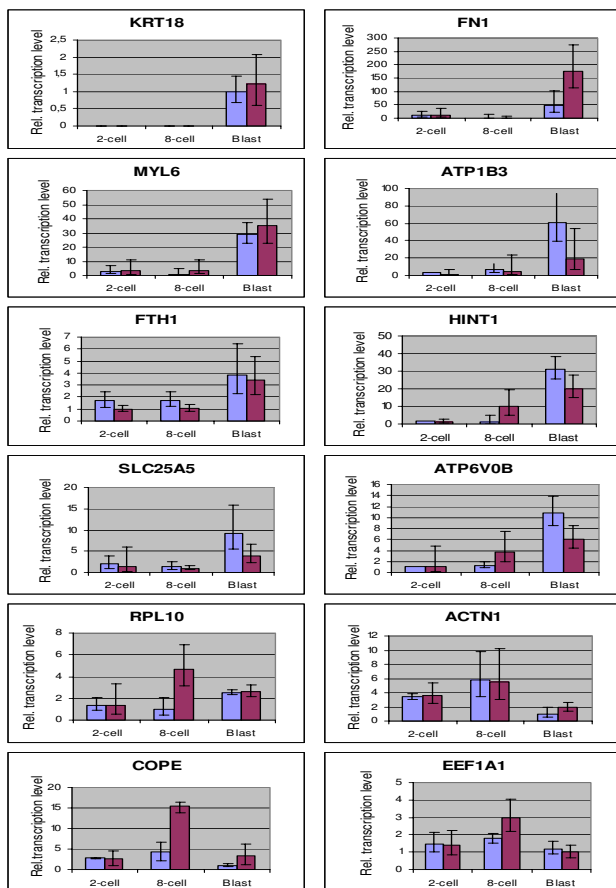 KRT18
Rel. transcription level
2,5
2
1,5
1
0,5
0
2-cell 8-cell Blast
FN1
Rel. transcription level
300
250
200
150
100
50
0
2-cell 8-cell Blast
MYL6
Rel. transcription level
60
50
40
30
20
10
0
2-cell 8-cell Blast
ATP1B3
Rel. transcription level
100
80
60
40
20
0
2-cell 8-cell Blast
FTH1
Rel. transcription level
7
6
5
4
3
2
1
0
2-cell 8-cell Blast
HINT1
Rel. transcription level
50
40
30
20
10
0
2-cell 8-cell Blast
SLC25A5
Rel. transcription level
20
15
10
5
0
2-cell 8-cell Blast
ATP6V0B
Rel. transcription level
16
14
12
10
8
6
4
2
0
2-cell 8-cell Blast
RPL10
Rel. transcription level
8
6
4
2
0
2-cell 8-cell Blast
ACTN1
Rel. transcription level
12
10
8
6
4
2
0
2-cell 8-cell Blast
COPE
Rel.transcription level
20
15
10
5
0
2-cell 8-cell Blast
EEF1A1
Rel. transcription level
5
4
3
2
1
0
2-cell 8-cell Blast